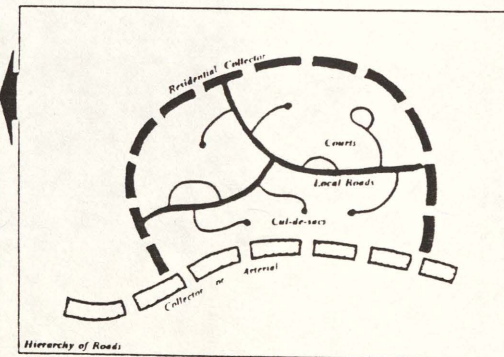 Residential Collector
Courts
Local Roads
Cul-de-sacs
Collector or Arterial
Hierarchy of Roads